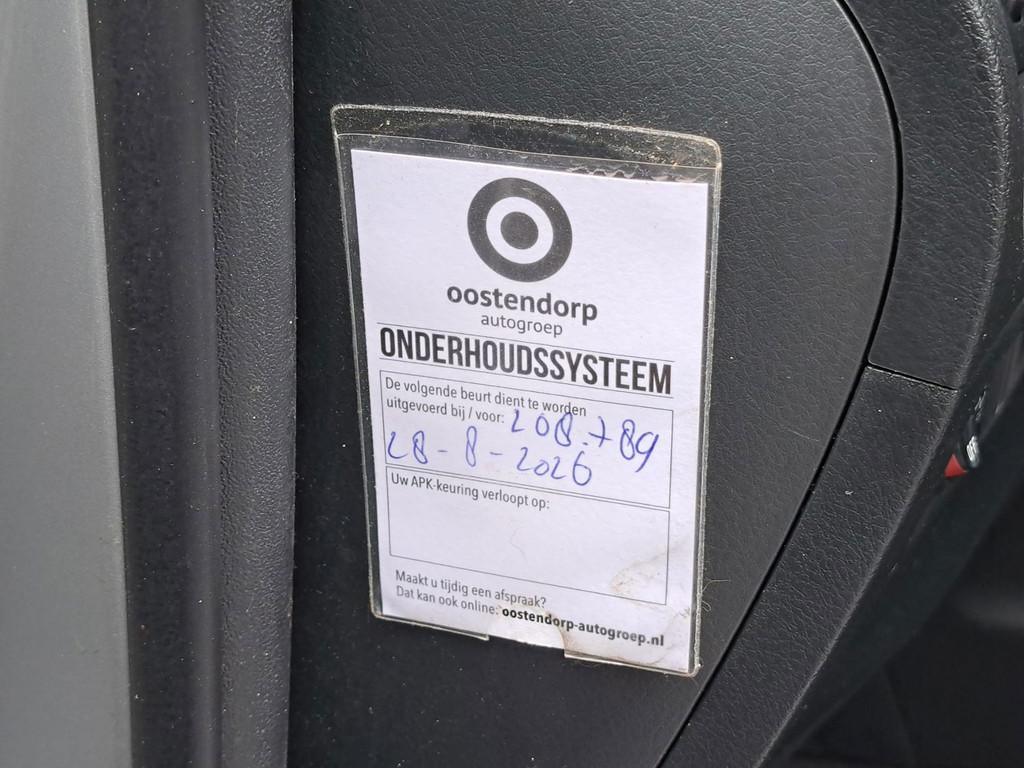 oostendorp
autogroep
ONDERHOUDSSYSTEEM
De volgende beurt dient te worden
uitgevoerd bij / voor: 208.789
28-8-2026
Uw APK-keuring verloopt op:
Maakt u tijdig een afspraak?
Dat kan ook online: oostendorp-autogroep.nl